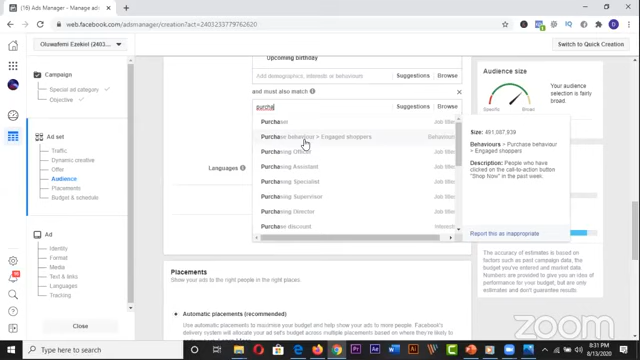 (16) Ads Manager - Manage ads
web.facebook.com/adsmanager/creation?act=2403233779762620
Oluwafemi Ezekiel (2403...
Switch to Quick Creation
Campaign
Special ad category
Objective
Ad set
Traffic
Dynamic creative
Offer
Audience
Placements
Budget & schedule
Ad
Identity
Format
Media
Text & links
Languages
Tracking
Close
Upcoming birthday
Add demographics, interests or behaviours
Suggestions
Browse
and must also match
purcha
Suggestions
Browse
Job title
Purchase behaviour > Engaged shoppers
Behaviours
Purchasing Officer
Job title
Purchasing Assistant
Job title
Purchasing Specialist
Job title
Purchasing Supervisor
Job title
Purchasing Director
Job title
Purchase discount
Interests
Languages
Size: 491,087,939
Behaviours > Purchase behaviour > Engaged shoppers
Description: People who have clicked on the call-to-action button "Shop Now" in the past week.
Report this as inappropriate
Audience size
Specific
Broad
Your audience selection is fairly broad.
The accuracy of estimates is based on factors such as past campaign data, the budget you've entered and market data. Numbers are provided to give you an idea of performance for your budget, but are only estimates and don't guarantee results.
Placements
Show your ads to the right people in the right places.
Automatic placements (recommended)
Use automatic placements to maximise your budget and help show your ads to more people. Facebook's delivery system will allocate your ad set's budget across multiple placements based on where they're likely to
zoom
Type here to search
8:31 PM
8/13/2020